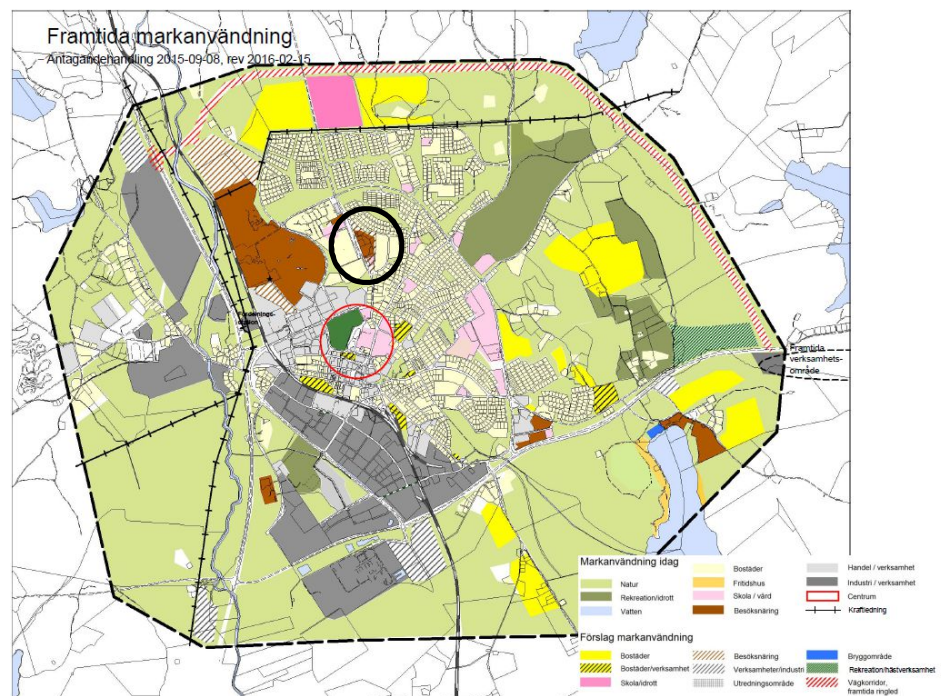 Framtida markanvändning
Antagandehandling 2015-09-08, rev 2016-02-15
Framtida
verksamhets-
område
Markanvändning idag
Natur
Rekreation/idrott
Vatten
Bostäder
Fritidshus
Skola / vård
Besöksnäring
Handel / verksamhet
Industri / verksamhet
Centrum
Kraftledning
Förslag markanvändning
Bostäder
Bostäder/verksamhet
Skola/idrott
Besöksnäring
Verksamheter/industri
Utredningsområde
Bryggområde
Rekreation/hästverksamhet
Vägkorridor,
framtida ringled